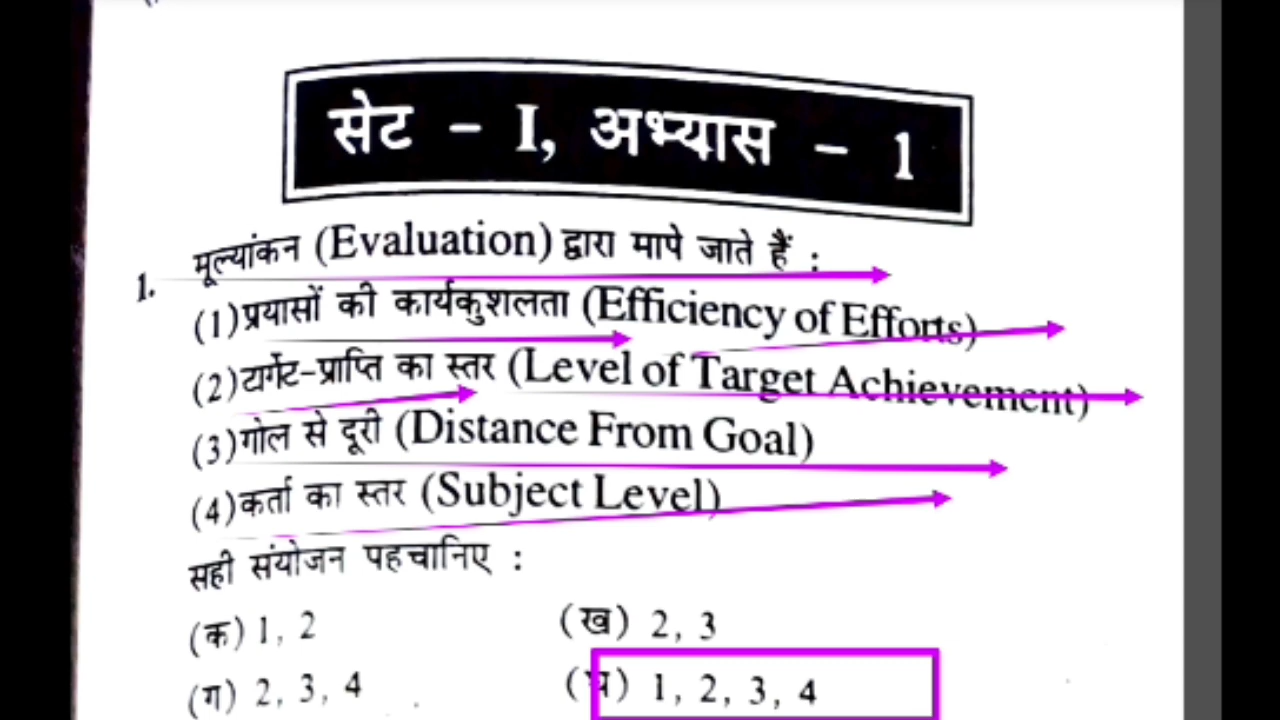 सेट - I, अभ्यास - 1
1. मूल्यांकन (Evaluation) द्वारा मापे जाते हैं :
(1) प्रयासों की कार्यकुशलता (Efficiency of Efforts)
(2) टार्गेट-प्राप्ति का स्तर (Level of Target Achievement)
(3) गोल से दूरी (Distance From Goal)
(4) कर्ता का स्तर (Subject Level)
सही संयोजन पहचानिए :
(क) 1, 2 (ख) 2, 3
(ग) 2, 3, 4 (घ) 1, 2, 3, 4